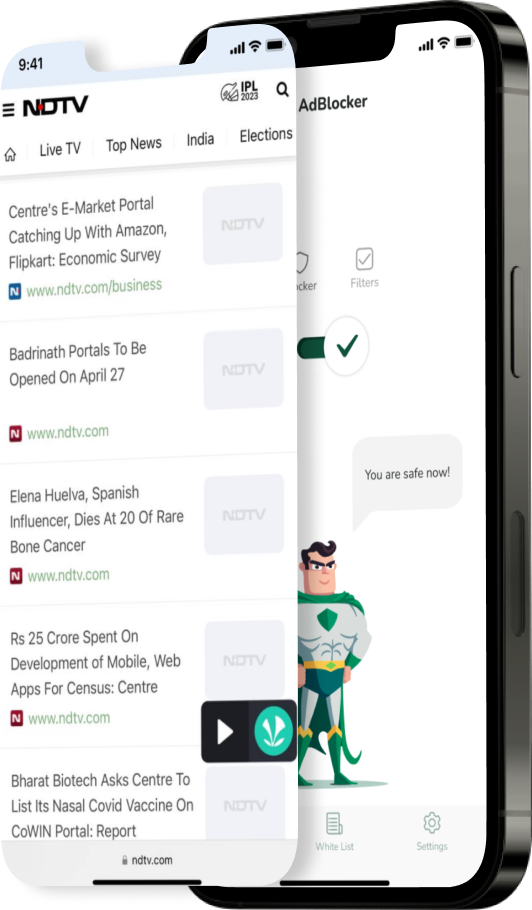 9:41
NDTV
IPL
2023
Live TV
Top News
India
Elections
Centre's E-Market Portal
Catching Up With Amazon,
Flipkart: Economic Survey
N www.ndtv.com/business
NDTV
Badrinath Portals To Be
Opened On April 27
N www.ndtv.com
NDTV
Elena Huelva, Spanish
Influencer, Dies At 20 Of Rare
Bone Cancer
N www.ndtv.com
NDTV
Rs 25 Crore Spent On
Development of Mobile, Web
Apps For Census: Centre
N www.ndtv.com
NDTV
Bharat Biotech Asks Centre To
List Its Nasal Covid Vaccine On
CoWIN Portal: Report
NDTV
ndtv.com
AdBlocker
ocker
Filters
You are safe now!
White List
Settings